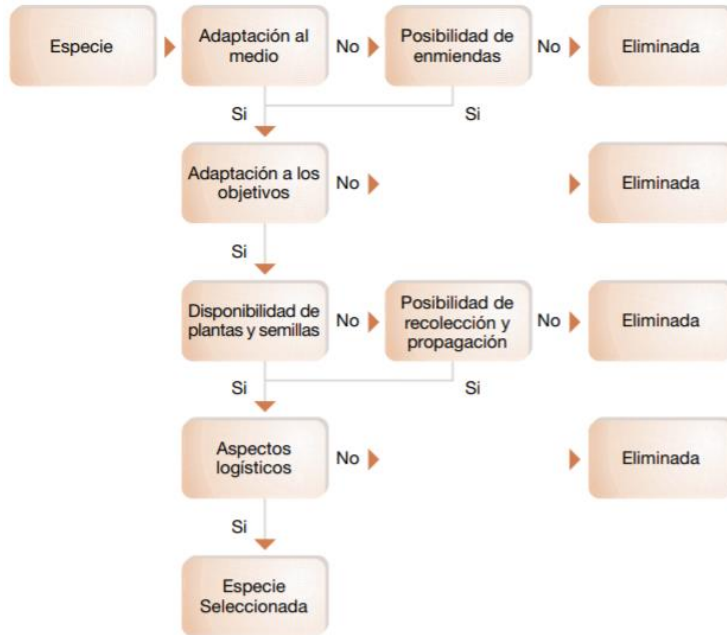 Especie
Adaptación al
medio
No
Posibilidad de
enmiendas
No
Eliminada
Si
Si
Adaptación a los
objetivos
No
Eliminada
Si
Disponibilidad de
plantas y semillas
No
Posibilidad de
recolección y
propagación
No
Eliminada
Si
Si
Aspectos
logísticos
No
Eliminada
Si
Especie
Seleccionada